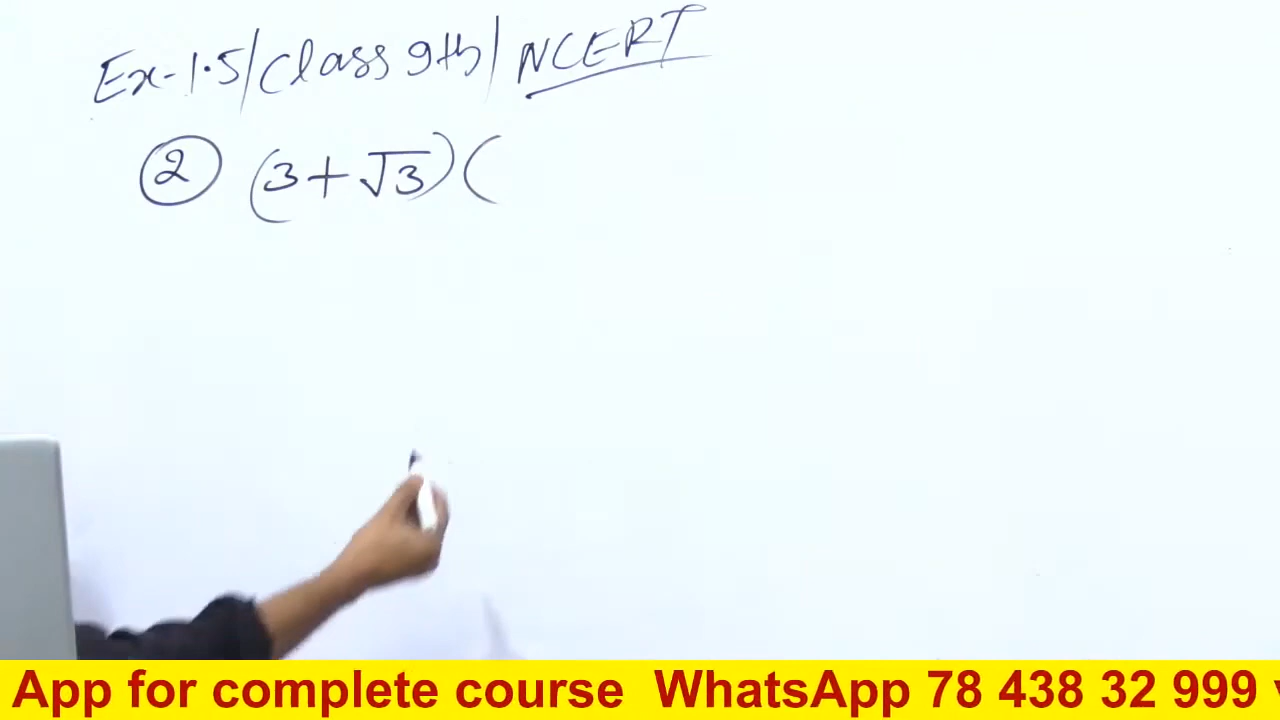 Ex-1.5/Class 9th/NCERT
② (3+√3)(
App for complete course WhatsApp 78 438 32 999